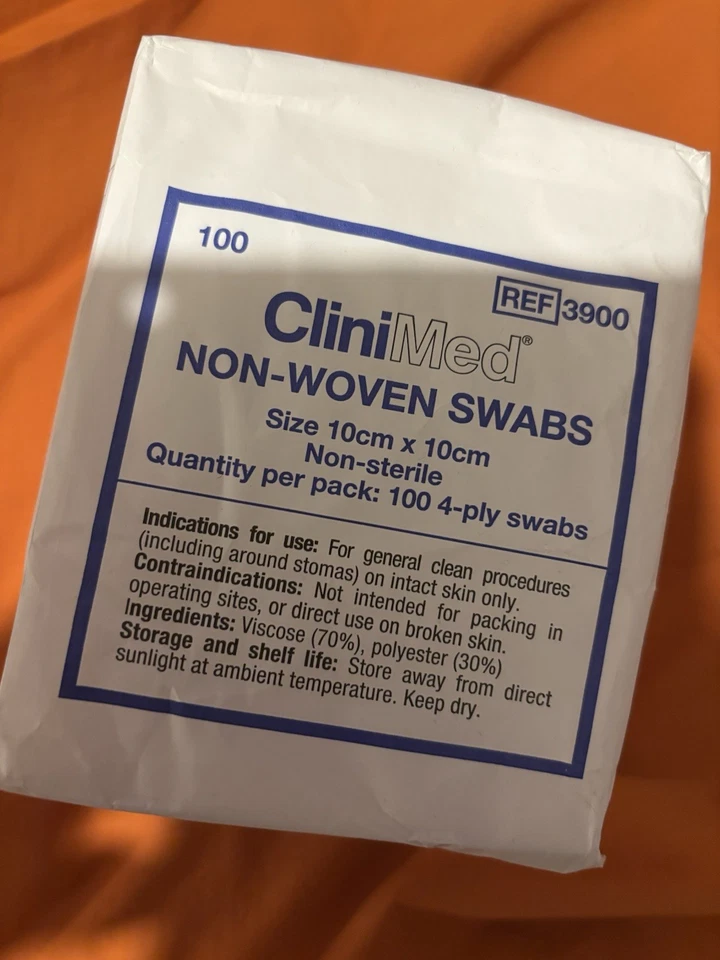 100
REF 3900
CliniMed®
NON-WOVEN SWABS
Size 10cm x 10cm
Non-sterile
Quantity per pack: 100 4-ply swabs
Indications for use: For general clean procedures
(including around stomas) on intact skin only.
Contraindications: Not intended for packing in
operating sites, or direct use on broken skin.
Ingredients: Viscose (70%), polyester (30%)
Storage and shelf life: Store away from direct
sunlight at ambient temperature. Keep dry.